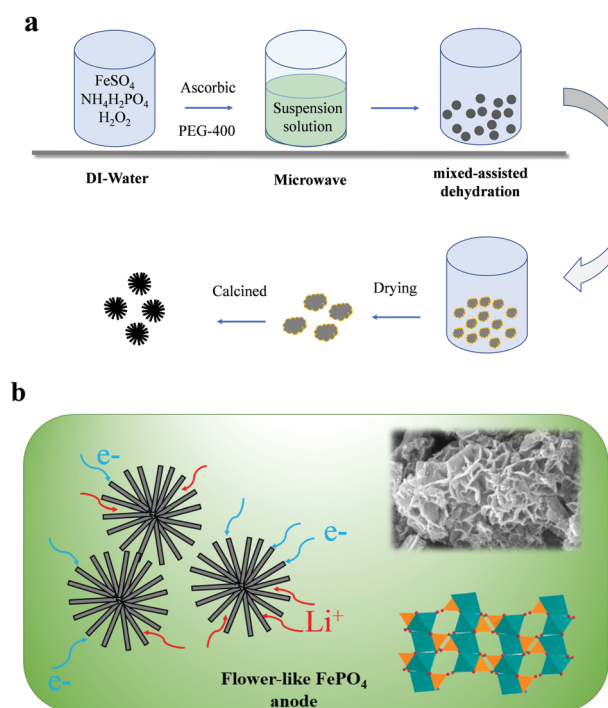 a
FeSO₄
NH₄H₂PO₄
H₂O₂
Ascorbic
PEG-400
Suspension
solution
DI-Water
Microwave
mixed-assisted
dehydration
Calcined
Drying
b
e-
e-
Li⁺
e-
Flower-like FePO₄
anode